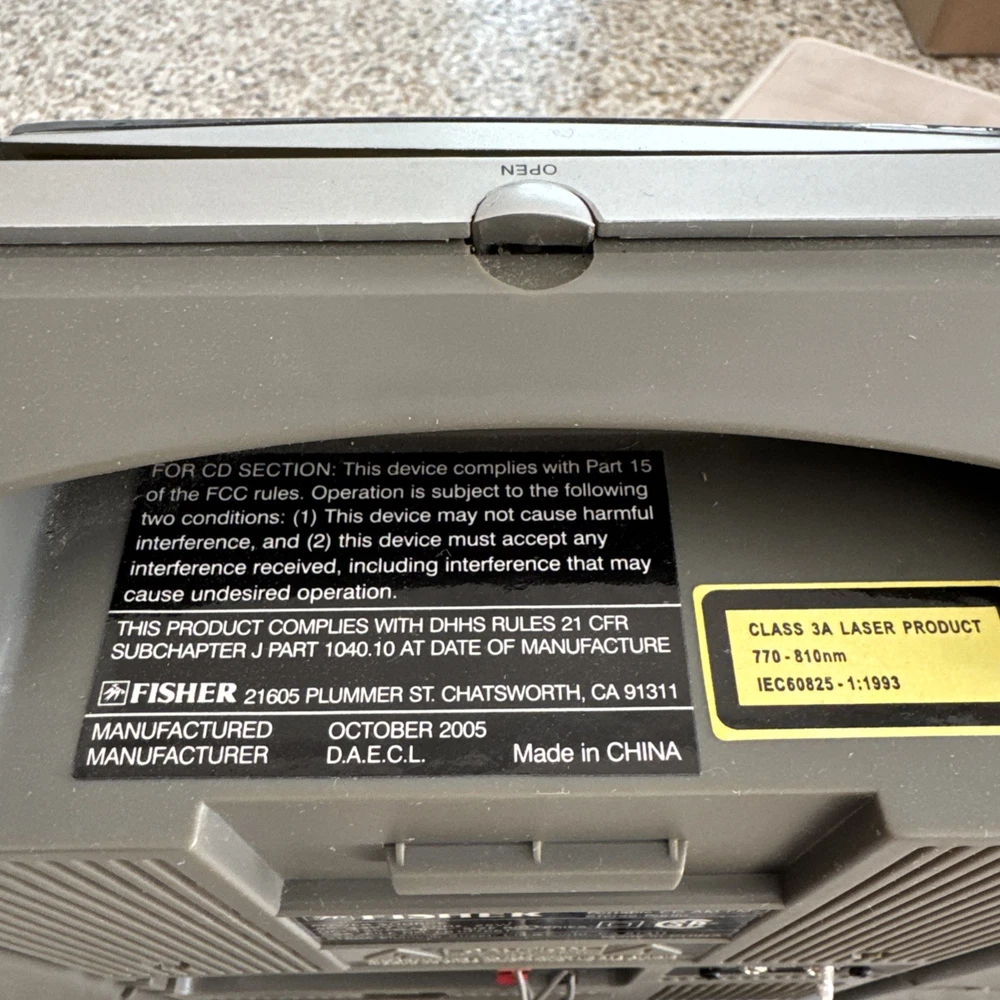 OPEN
FOR CD SECTION: This device complies with Part 15
of the FCC rules. Operation is subject to the following
two conditions: (1) This device may not cause harmful
interference, and (2) this device must accept any
interference received, including interference that may
cause undesired operation.
THIS PRODUCT COMPLIES WITH DHHS RULES 21 CFR
SUBCHAPTER J PART 1040.10 AT DATE OF MANUFACTURE
FISHER 21605 PLUMMER ST. CHATSWORTH, CA 91311
MANUFACTURED OCTOBER 2005
MANUFACTURER D.A.E.C.L. Made in CHINA
CLASS 3A LASER PRODUCT
770-810nm
IEC60825-1:1993
FISHER